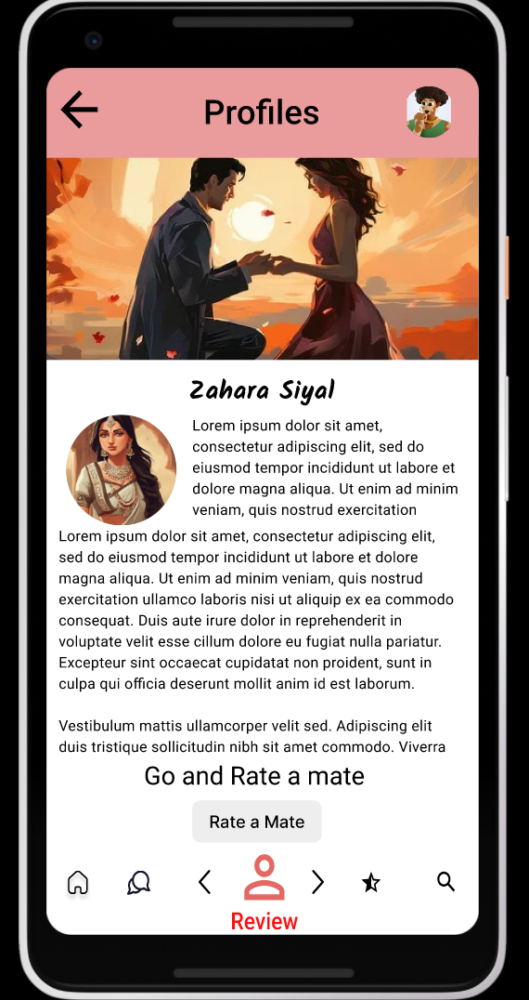 Profiles
Zahara Siyal
Lorem ipsum dolor sit amet,
consectetur adipiscing elit, sed do
eiusmod tempor incididunt ut labore et
dolore magna aliqua. Ut enim ad minim
veniam, quis nostrud exercitation
Lorem ipsum dolor sit amet, consectetur adipiscing elit,
sed do eiusmod tempor incididunt ut labore et dolore
magna aliqua. Ut enim ad minim veniam, quis nostrud
exercitation ullamco laboris nisi ut aliquip ex ea commodo
consequat. Duis aute irure dolor in reprehenderit in
voluptate velit esse cillum dolore eu fugiat nulla pariatur.
Excepteur sint occaecat cupidatat non proident, sunt in
culpa qui officia deserunt mollit anim id est laborum.
Vestibulum mattis ullamcorper velit sed. Adipiscing elit
duis tristique sollicitudin nibh sit amet commodo. Viverra
Go and Rate a mate
Rate a Mate
Review